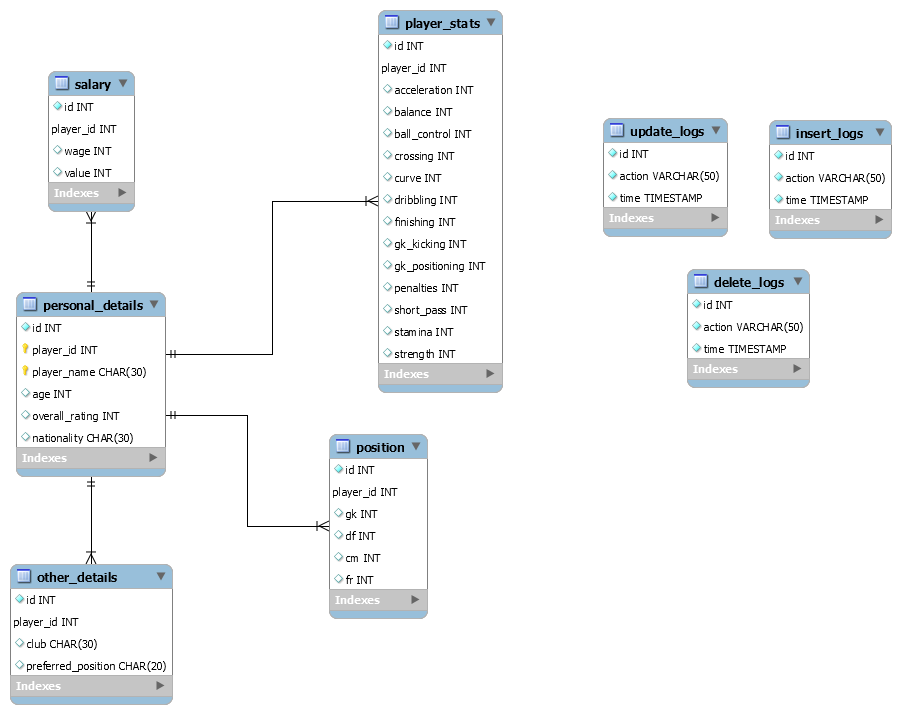 player_stats
id INT
player_id INT
acceleration INT
balance INT
ball_control INT
crossing INT
curve INT
dribbling INT
finishing INT
gk_kicking INT
gk_positioning INT
penalties INT
short_pass INT
stamina INT
strength INT
Indexes
salary
id INT
player_id INT
wage INT
value INT
Indexes
update_logs
id INT
action VARCHAR(50)
time TIMESTAMP
Indexes
insert_logs
id INT
action VARCHAR(50)
time TIMESTAMP
Indexes
delete_logs
id INT
action VARCHAR(50)
time TIMESTAMP
Indexes
personal_details
id INT
player_id INT
player_name CHAR(30)
age INT
overall_rating INT
nationality CHAR(30)
Indexes
position
id INT
player_id INT
gk INT
df INT
cm INT
fr INT
Indexes
other_details
id INT
player_id INT
club CHAR(30)
preferred_position CHAR(20)
Indexes